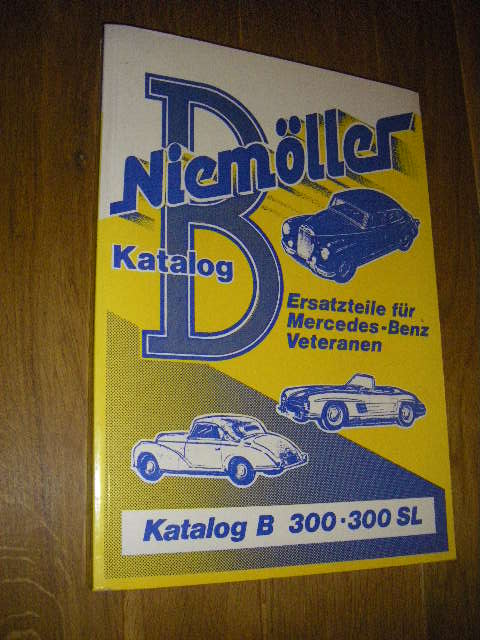 B
Niemöller
Katalog
Ersatzteile für
Mercedes-Benz
Veteranen
Katalog B 300·300 SL